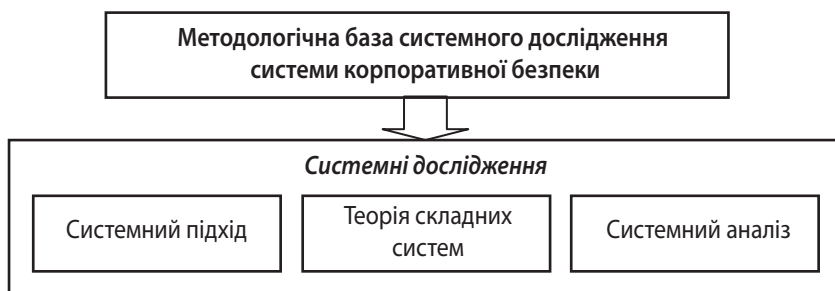 Методологічна база системного дослідження
системи корпоративної безпеки
Системні дослідження
Системний підхід
Теорія складних
систем
Системний аналіз